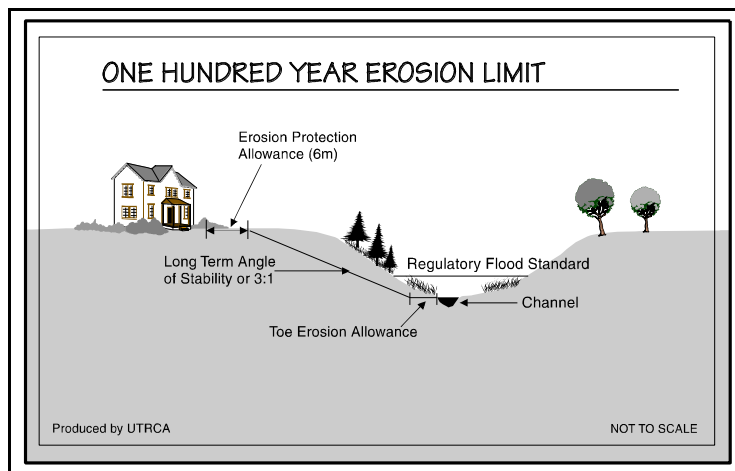 ONE HUNDRED YEAR EROSION LIMIT
Erosion Protection
Allowance (6m)
Long Term Angle
of Stability or 3:1
Regulatory Flood Standard
Channel
Toe Erosion Allowance
Produced by UTRCA
NOT TO SCALE